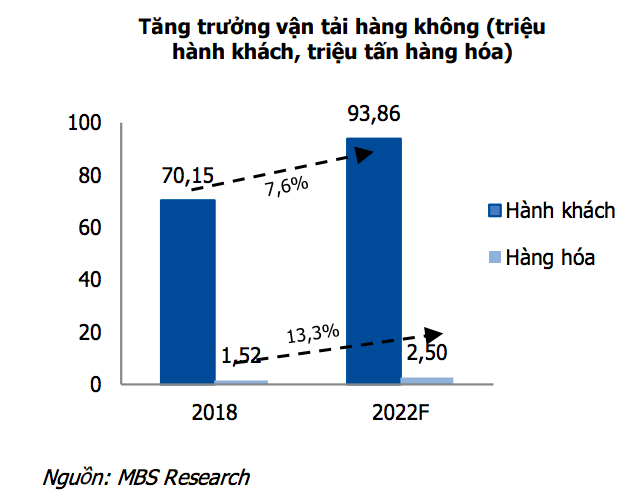 Tăng trưởng vận tải hàng không (triệu
hành khách, triệu tấn hàng hóa)
93,86
100
70,15
7,6%
80
60
Hành khách
40
Hàng hóa
20
13,3%
1,52
2,50
0
2018
2022F
Nguồn: MBS Research